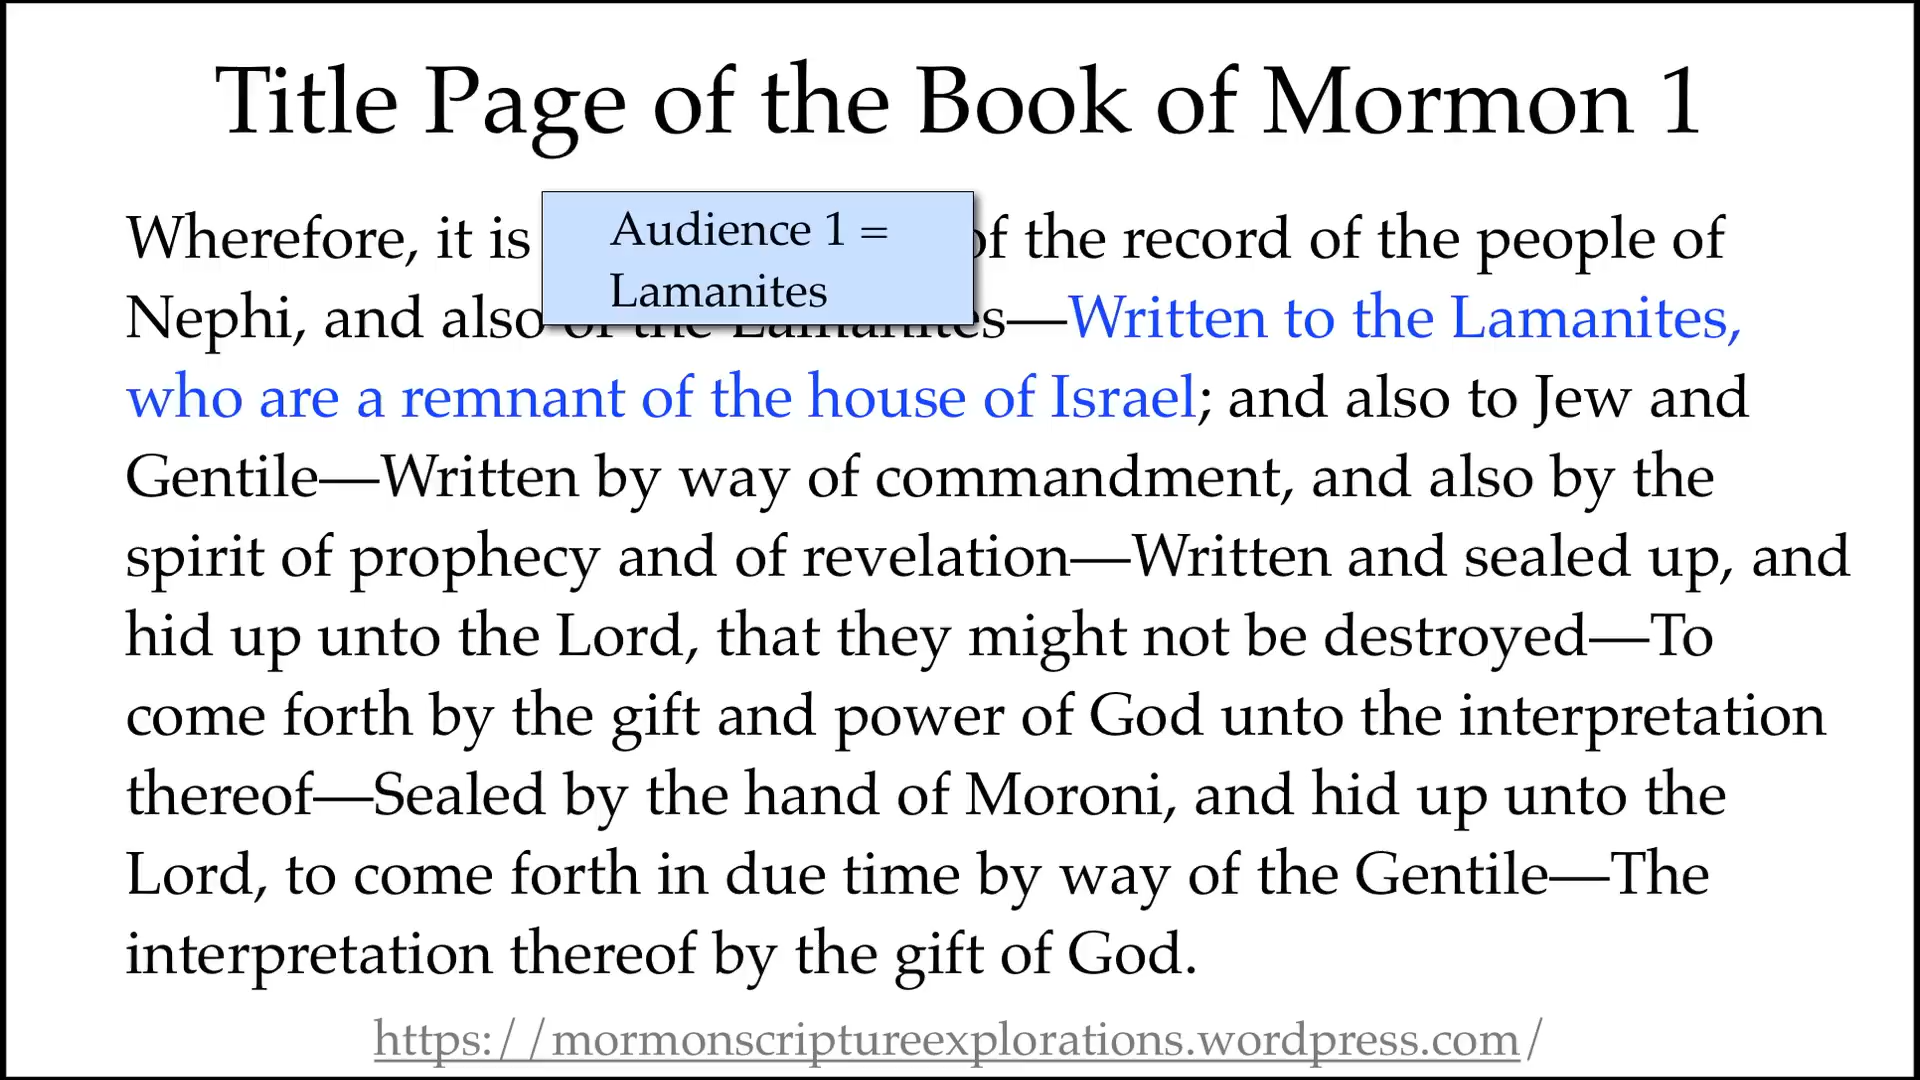 Title Page of the Book of Mormon 1
Audience 1 =
Lamanites
Wherefore, it is of the record of the people of
Nephi, and also of the Lamanites—Written to the Lamanites,
who are a remnant of the house of Israel; and also to Jew and
Gentile—Written by way of commandment, and also by the
spirit of prophecy and of revelation—Written and sealed up, and
hid up unto the Lord, that they might not be destroyed—To
come forth by the gift and power of God unto the interpretation
thereof—Sealed by the hand of Moroni, and hid up unto the
Lord, to come forth in due time by way of the Gentile—The
interpretation thereof by the gift of God.
https://mormonscriptureexplorations.wordpress.com/